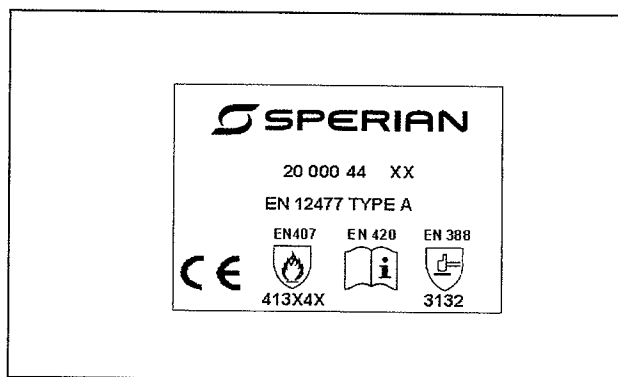 SPERIAN
20 000 44 XX
EN 12477 TYPE A
EN407 EN 420 EN 388
CE i
413X4X 3132